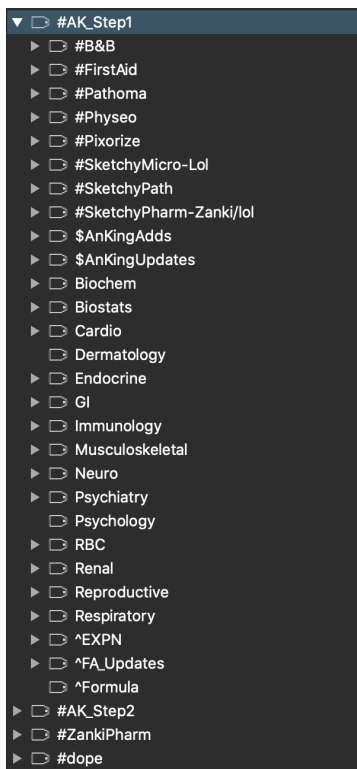 #AK_Step1
#B&B
#FirstAid
#Pathoma
#Physeo
#Pixorize
#SketchyMicro-Lol
#SketchyPath
#SketchyPharm-Zanki/lol
$AnKingAdds
$AnKingUpdates
Biochem
Biostats
Cardio
Dermatology
Endocrine
GI
Immunology
Musculoskeletal
Neuro
Psychiatry
Psychology
RBC
Renal
Reproductive
Respiratory
^EXPN
^FA_Updates
^Formula
#AK_Step2
#ZankiPharm
#dope